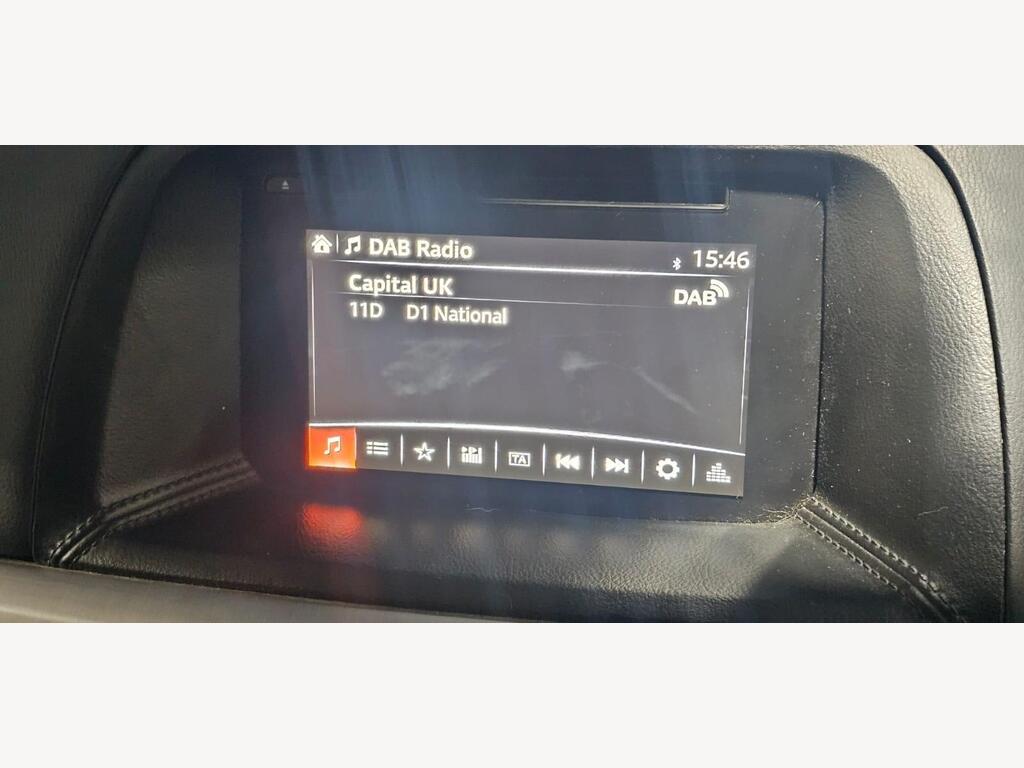 DAB Radio
15:46
Capital UK
DAB
11D D1 National
TA